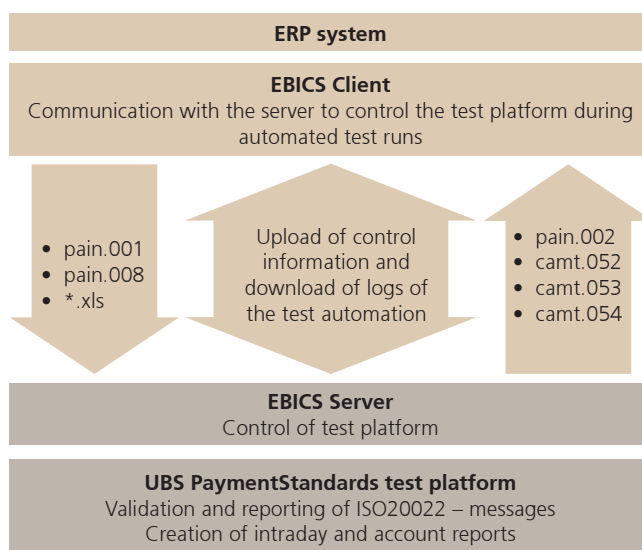 ERP system
EBICS Client
Communication with the server to control the test platform during
automated test runs
• pain.001
• pain.008
• *.xls
Upload of control
information and
download of logs of
the test automation
• pain.002
• camt.052
• camt.053
• camt.054
EBICS Server
Control of test platform
UBS PaymentStandards test platform
Validation and reporting of ISO20022 – messages
Creation of intraday and account reports